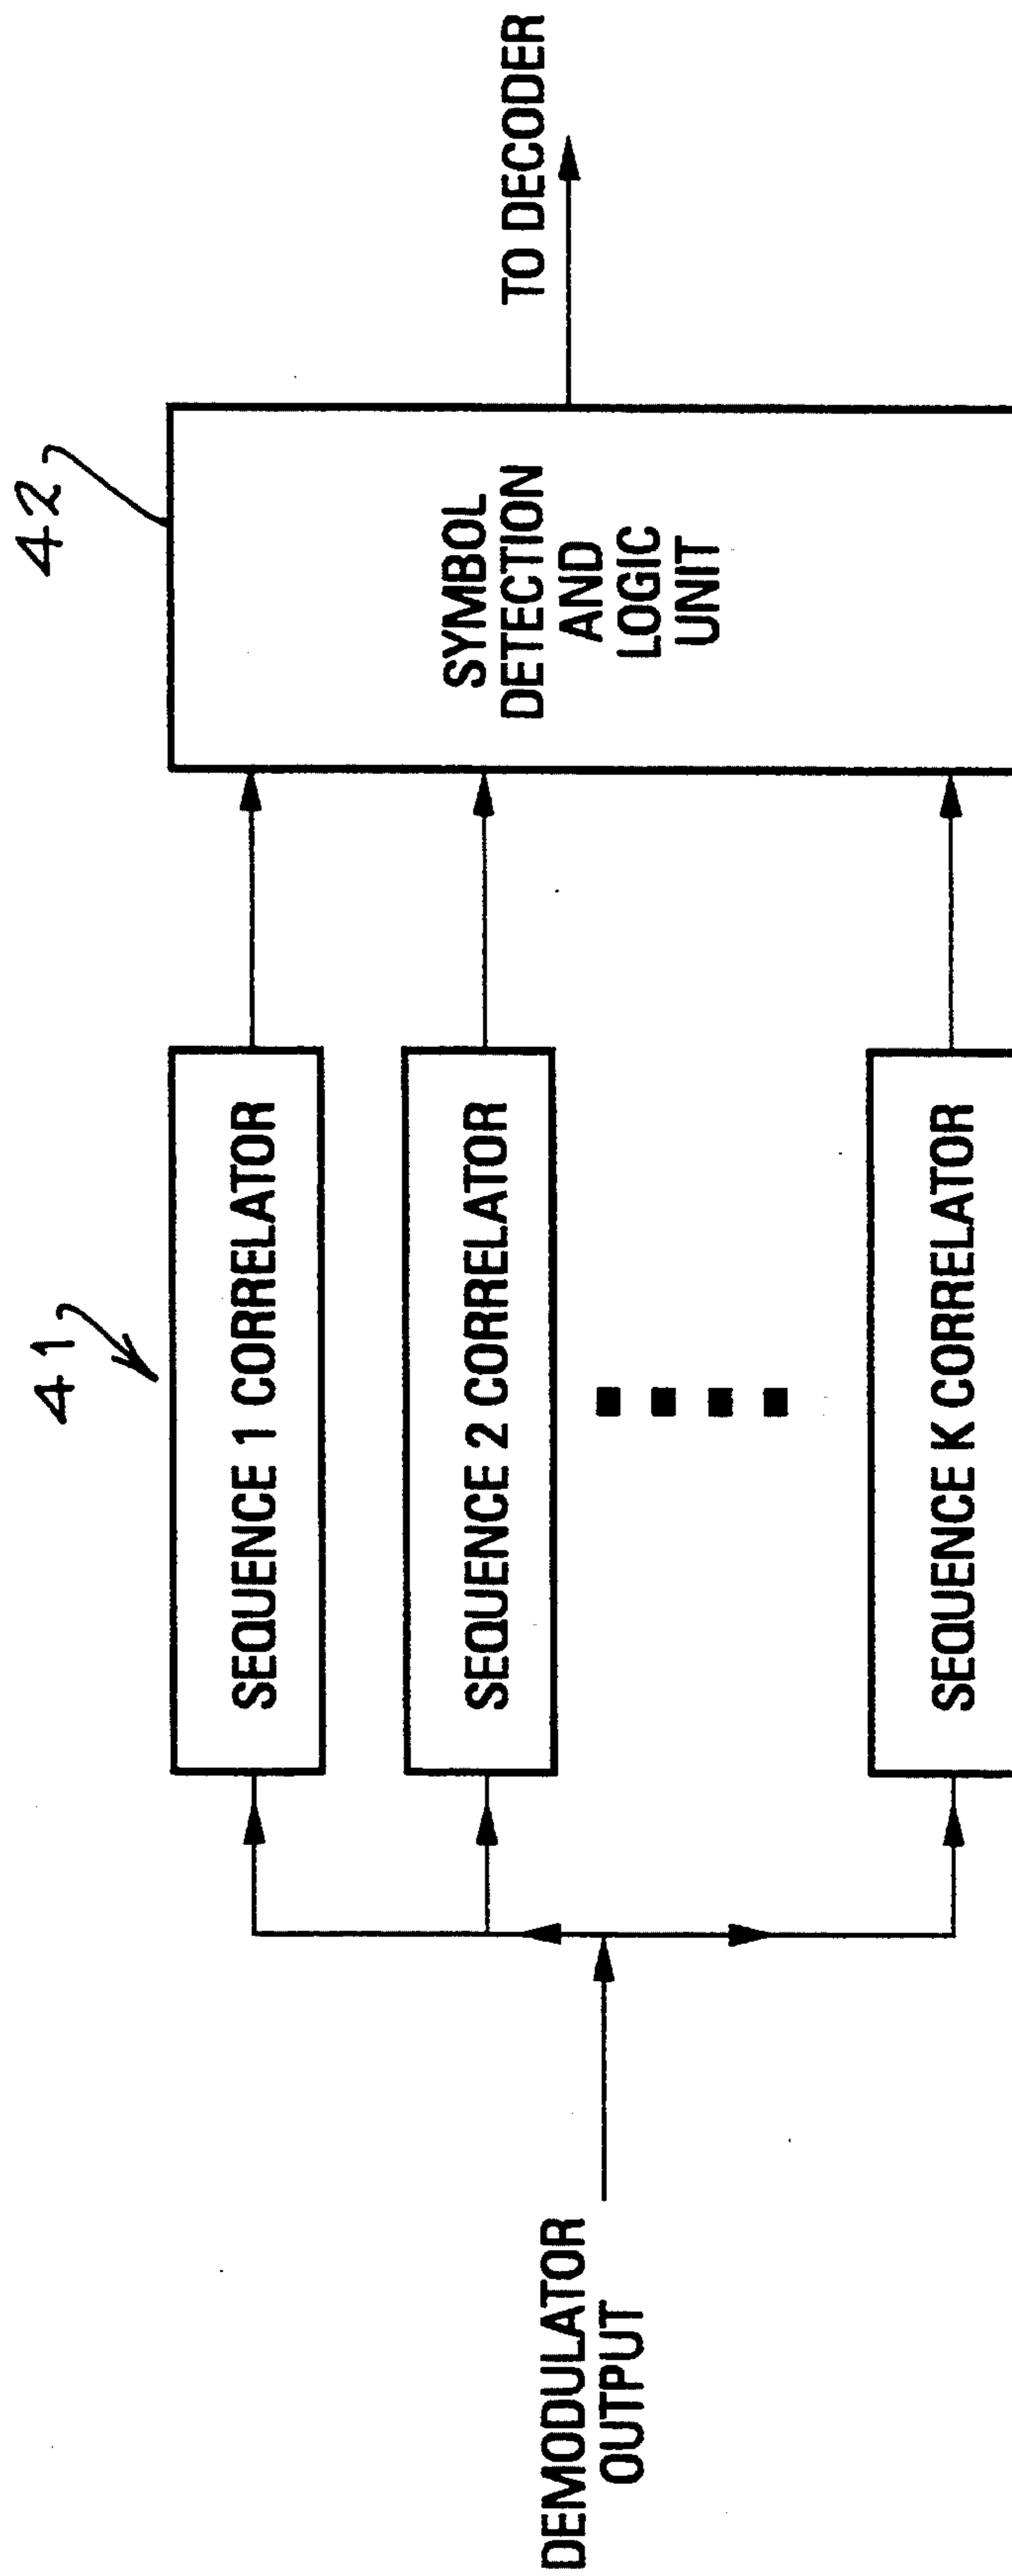 DEMODULATOR
OUTPUT
41
SEQUENCE 1 CORRELATOR
SEQUENCE 2 CORRELATOR
SEQUENCE K CORRELATOR
42
SYMBOL
DETECTION
AND
LOGIC
UNIT
TO DECODER